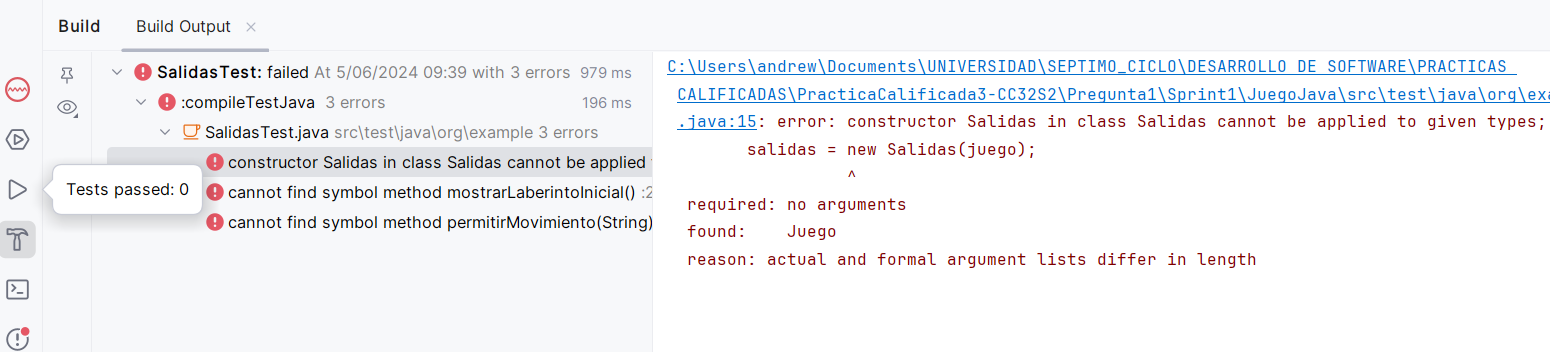 Build
Build Output ×
SalidasTest: failed At 5/06/2024 09:39 with 3 errors 979 ms
:compileTestJava 3 errors 196 ms
SalidasTest.java src\test\java\org\example 3 errors
constructor Salidas in class Salidas cannot be applied
cannot find symbol method mostrarLaberintoInicial()
cannot find symbol method permitirMovimiento(String)
Tests passed: 0
C:\Users\andrew\Documents\UNIVERSIDAD\SEPTIMO_CICLO\DESARROLLO DE SOFTWARE\PRACTICAS
CALIFICADAS\PracticaCalificada3-CC32S2\Pregunta1\Sprint1\JuegoJava\src\test\java\org\exa
.java:15: error: constructor Salidas in class Salidas cannot be applied to given types;
salidas = new Salidas(juego);
^
required: no arguments
found: Juego
reason: actual and formal argument lists differ in length